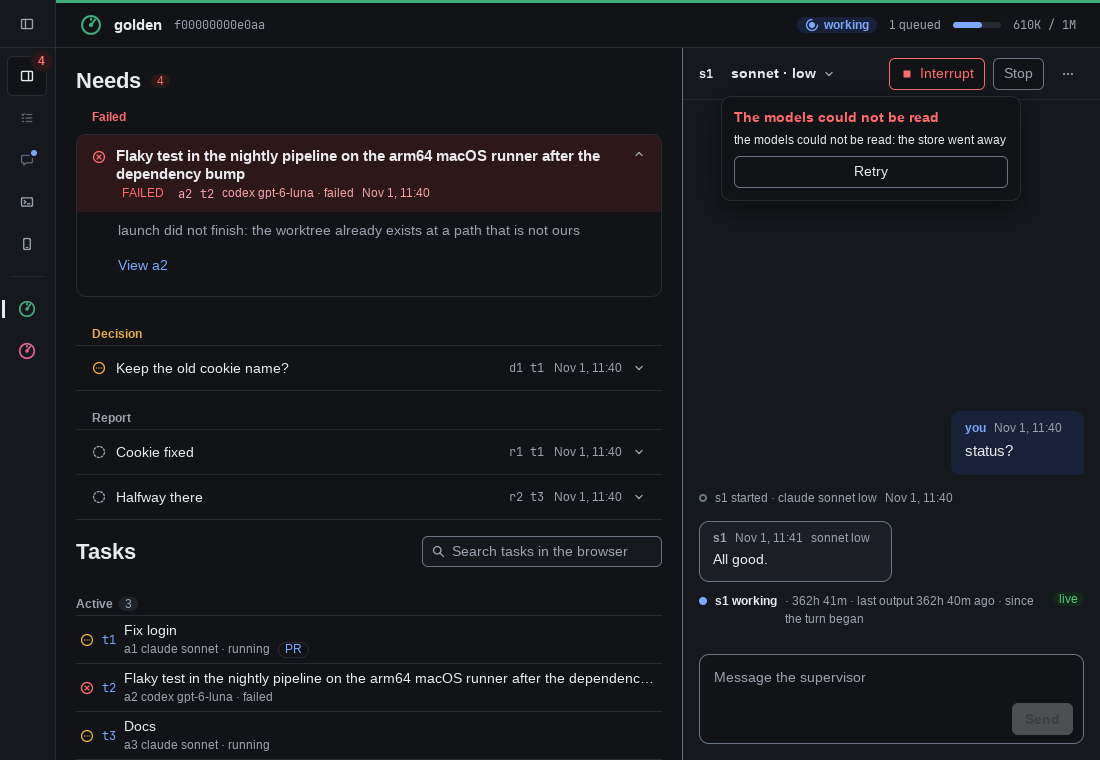 golden f00000000e0aa
working 1 queued 610K / 1M
4
Needs 4
Failed
Flaky test in the nightly pipeline on the arm64 macOS runner after the
dependency bump
FAILED a2 t2 codex gpt-6-luna · failed Nov 1, 11:40
launch did not finish: the worktree already exists at a path that is not ours
View a2
Decision
Keep the old cookie name? d1 t1 Nov 1, 11:40
Report
Cookie fixed r1 t1 Nov 1, 11:40
Halfway there r2 t3 Nov 1, 11:40
Tasks
Search tasks in the browser
Active 3
t1 Fix login
a1 claude sonnet · running PR
t2 Flaky test in the nightly pipeline on the arm64 macOS runner after the dependenc…
a2 codex gpt-6-luna · failed
t3 Docs
a3 claude sonnet · running
s1 sonnet · low Interrupt Stop
The models could not be read
the models could not be read: the store went away
Retry
you Nov 1, 11:40
status?
s1 started · claude sonnet low Nov 1, 11:40
s1 Nov 1, 11:41 sonnet low
All good.
s1 working · 362h 41m · last output 362h 40m ago · since
the turn began
live
Message the supervisor
Send